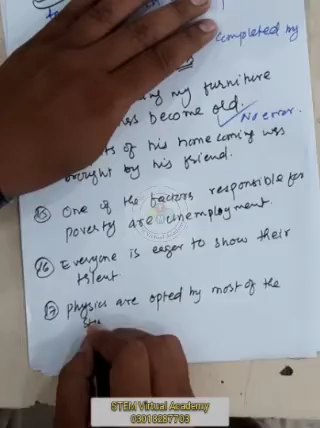 completed by
my furniture
become old.
No error.
of his home coming was
by his friend.
15 One of the factors responsible for
poverty are unemployment.
16 Everyone is eager to show their
talent.
17 Physics are opted by most of the
STEM Virtual Academy
03018287703